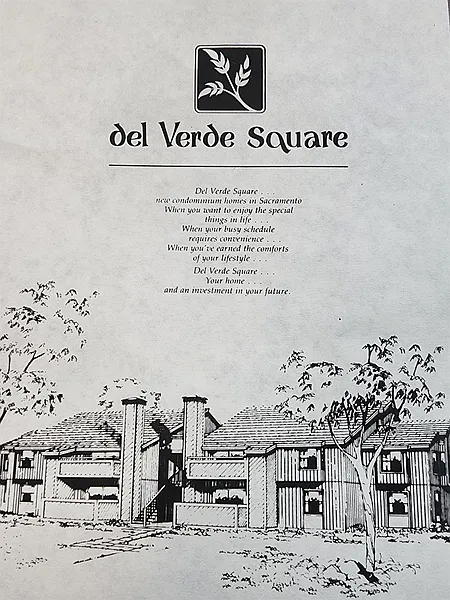 del Verde Square
Del Verde Square . . .
new condominium homes in Sacramento
When you want to enjoy the special
things in life . . .
When your busy schedule
requires convenience . . .
When you've earned the comforts
of your lifestyle . . .
Del Verde Square . . .
Your home . . .
and an investment in your future.